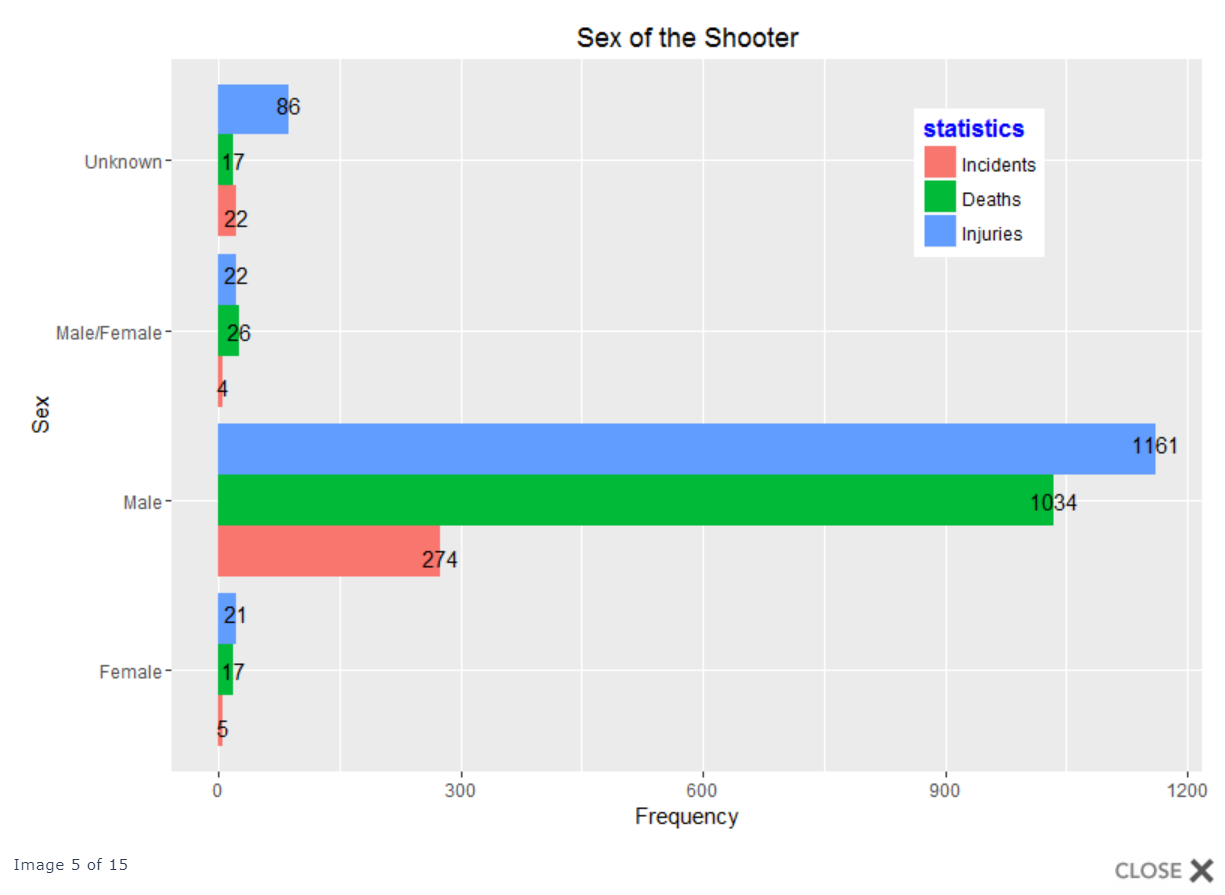 Sex of the Shooter
86
statistics
Incidents
Deaths
Injuries
Unknown
17
22
22
Male/Female
26
4
Sex
1161
Male
1034
274
21
Female
17
5
0 300 600 900 1200
Frequency
Image 5 of 15
CLOSE